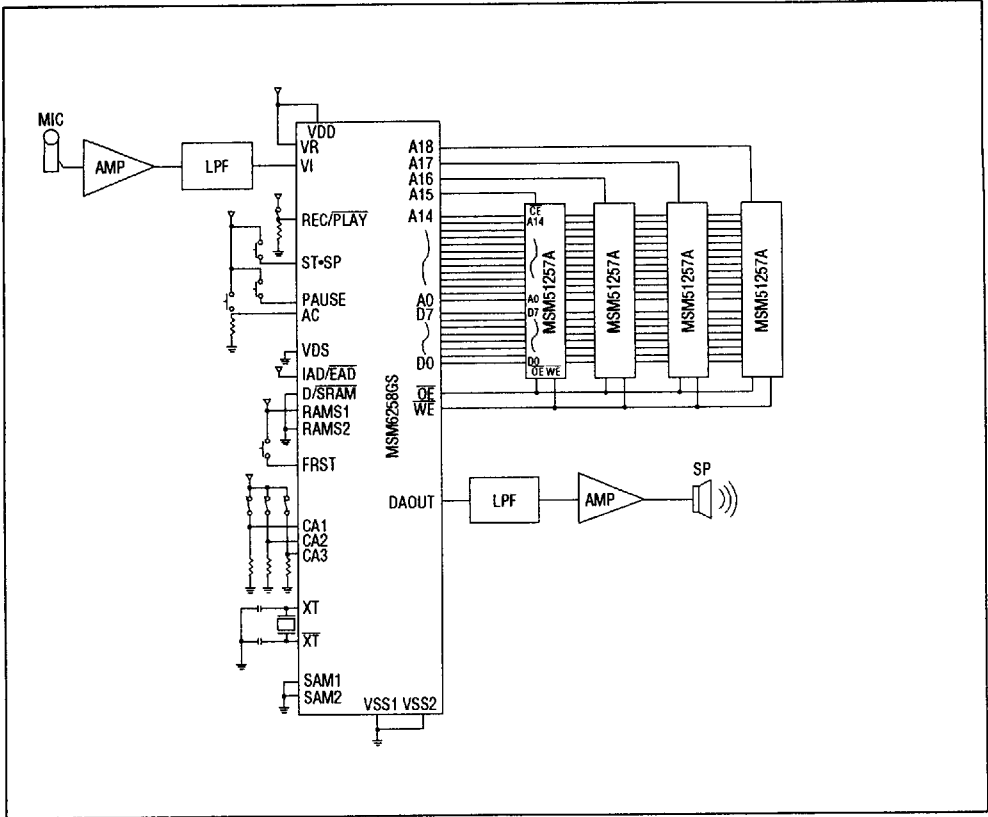 MIC
AMP
LPF
VDD
VR
VI
REC/PLAY
ST•SP
PAUSE
AC
VDS
IAD/EAD
D/SRAM
RAMS1
RAMS2
FRST
CA1
CA2
CA3
XT
XT
SAM1
SAM2
VSS1 VSS2
MSM6258GS
A18
A17
A16
A15
A14
A0
D7
D0
OE
WE
DAOUT
CE
A14
A0
D7
D0
OE WE
MSM51257A
MSM51257A
MSM51257A
MSM51257A
LPF
AMP
SP